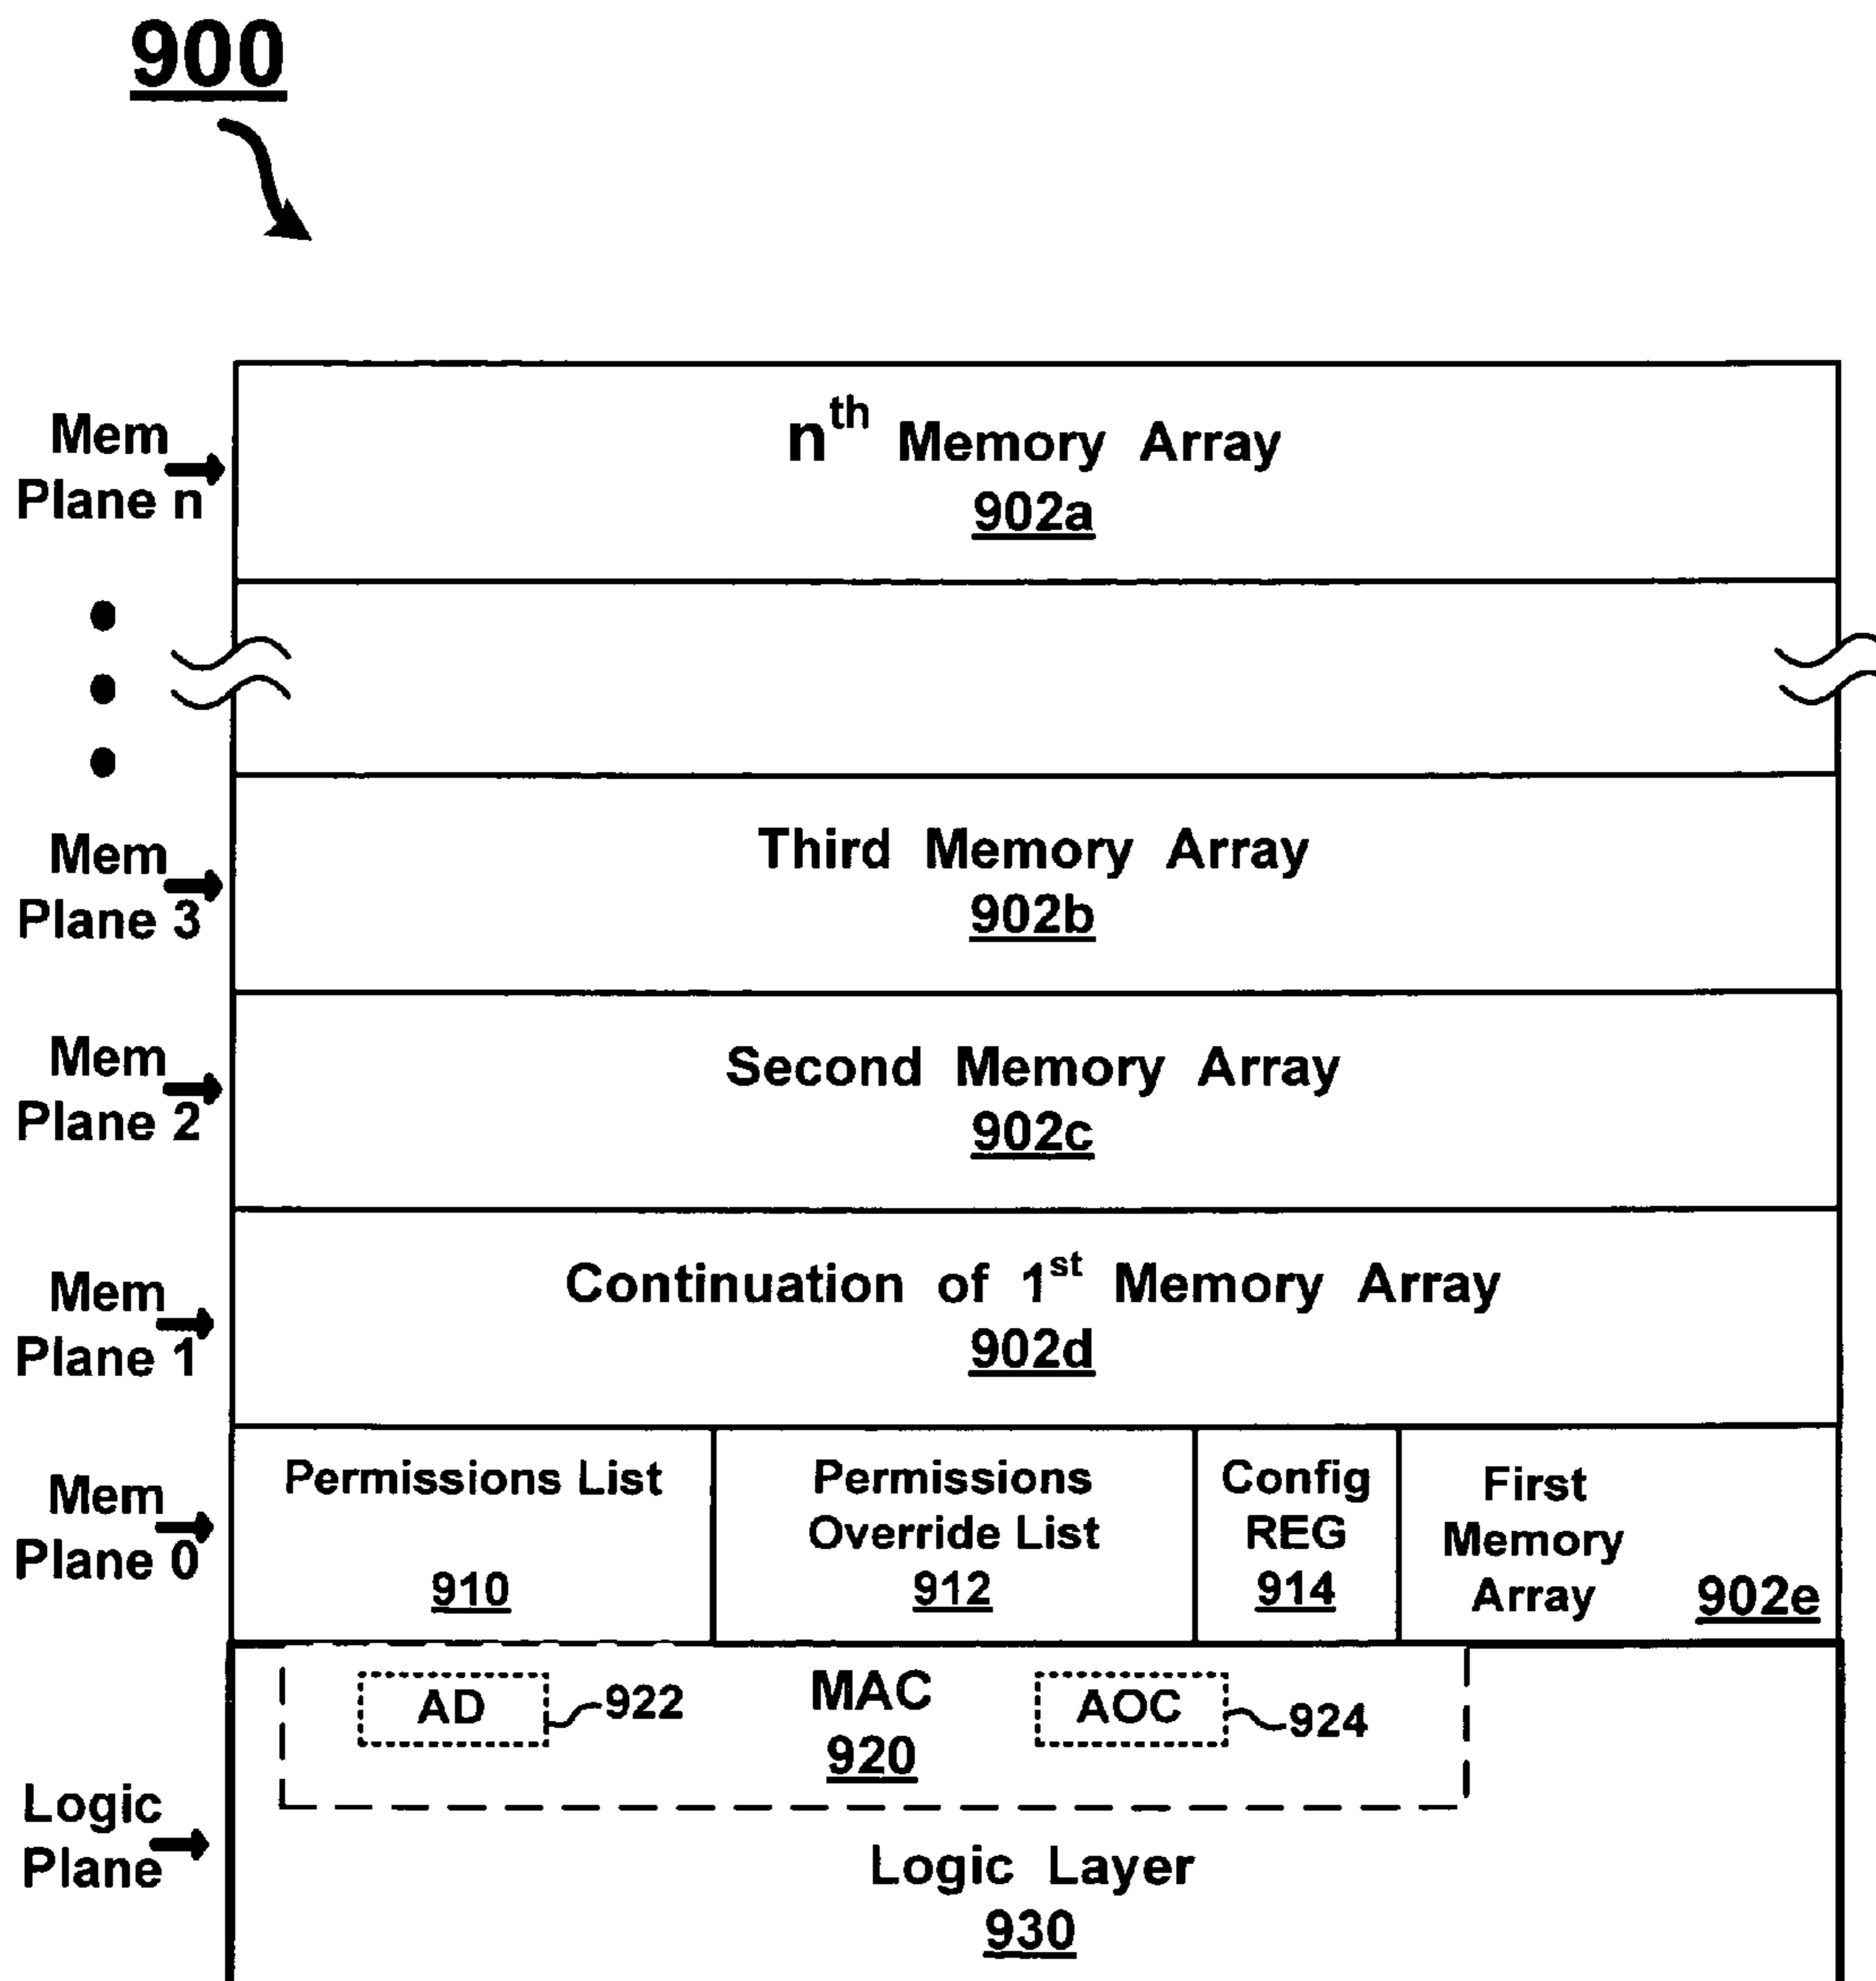 900
Mem
Plane n
nth Memory Array
902a
Mem
Plane 3
Third Memory Array
902b
Mem
Plane 2
Second Memory Array
902c
Mem
Plane 1
Continuation of 1st Memory Array
902d
Mem
Plane 0
Permissions List
910
Permissions
Override List
912
Config
REG
914
First
Memory
Array
902e
AD
922
MAC
920
AOC
924
Logic
Plane
Logic Layer
930